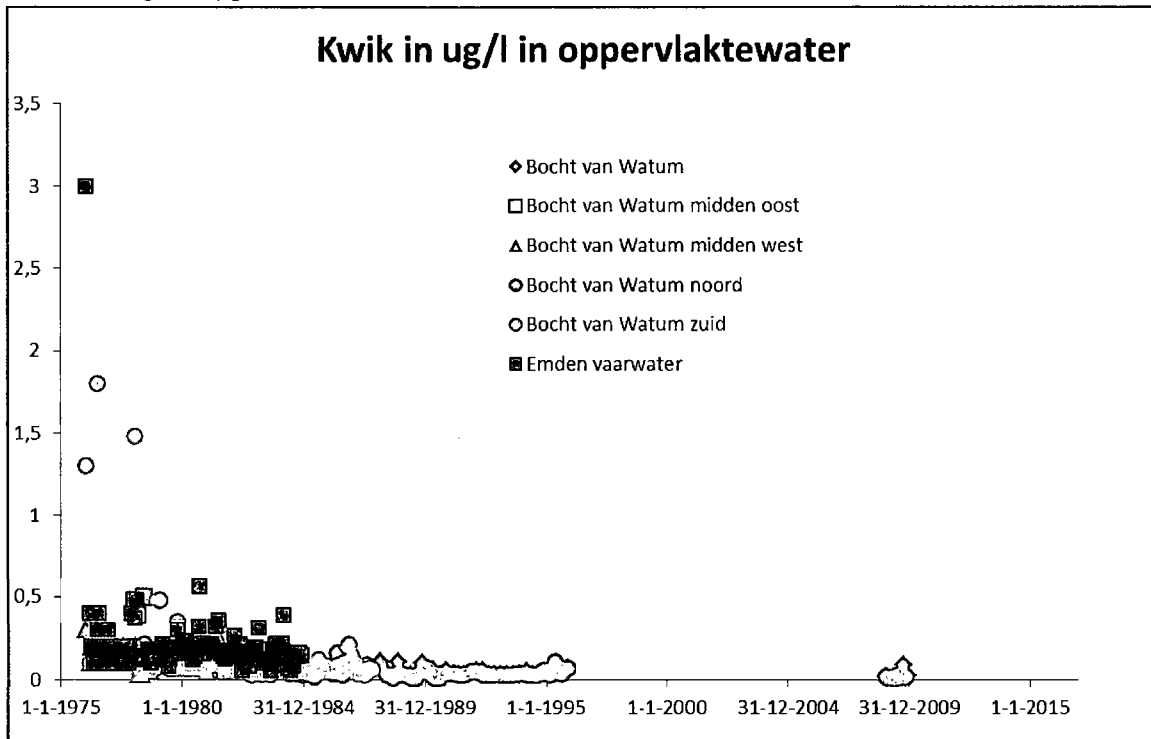 Kwik in ug/l in oppervlaktewater
3,5
3
2,5
2
1,5
1
0,5
0
Bocht van Watum
Bocht van Watum midden oost
Bocht van Watum midden west
Bocht van Watum noord
Bocht van Watum zuid
Emden vaarwater
1-1-1975 1-1-1980 31-12-1984 31-12-1989 1-1-1995 1-1-2000 31-12-2004 31-12-2009 1-1-2015